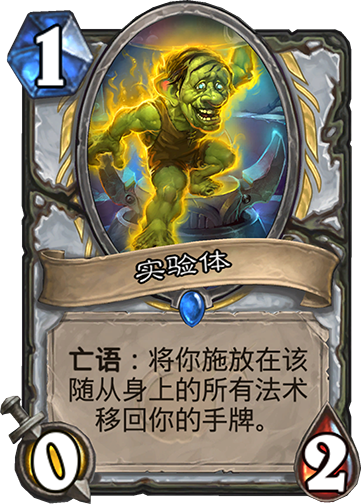 1
实验体
亡语：将你施放在该
随从身上的所有法术
移回你的手牌。
0
2